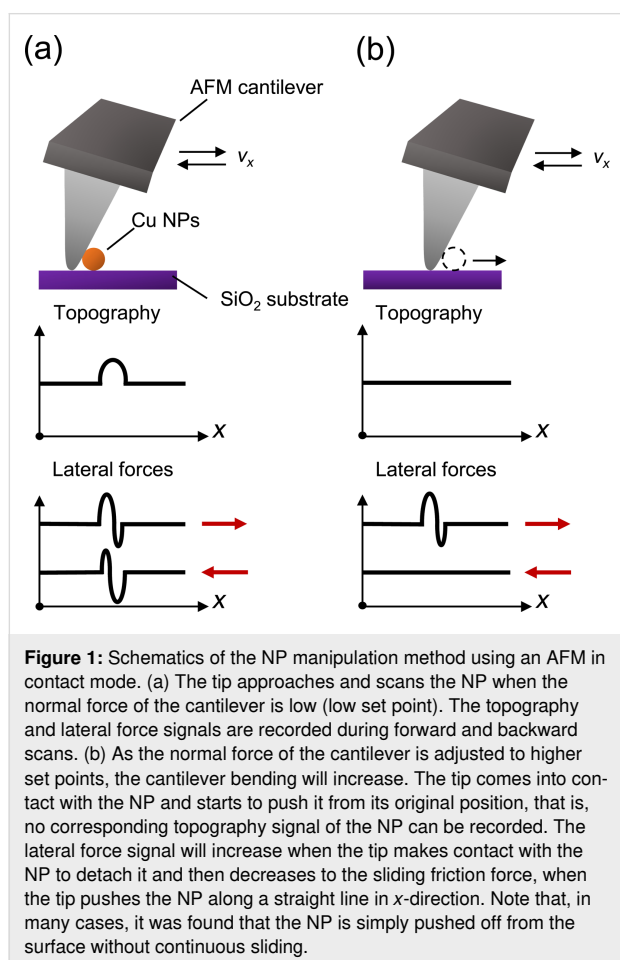 (a)
(b)
AFM cantilever
vₓ
vₓ
Cu NPs
SiO₂ substrate
Topography
Topography
x
x
Lateral forces
Lateral forces
x
x
Figure 1: Schematics of the NP manipulation method using an AFM in
contact mode. (a) The tip approaches and scans the NP when the
normal force of the cantilever is low (low set point). The topography
and lateral force signals are recorded during forward and backward
scans. (b) As the normal force of the cantilever is adjusted to higher
set points, the cantilever bending will increase. The tip comes into con-
tact with the NP and starts to push it from its original position, that is,
no corresponding topography signal of the NP can be recorded. The
lateral force signal will increase when the tip makes contact with the
NP to detach it and then decreases to the sliding friction force, when
the tip pushes the NP along a straight line in x-direction. Note that, in
many cases, it was found that the NP is simply pushed off from the
surface without continuous sliding.